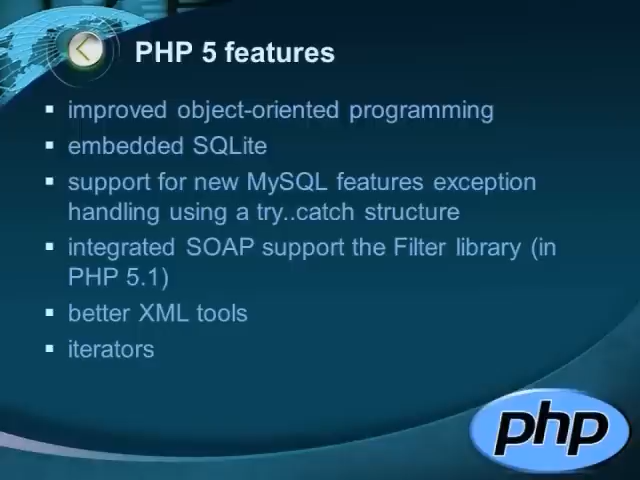 PHP 5 features
▪ improved object-oriented programming
▪ embedded SQLite
▪ support for new MySQL features exception
handling using a try..catch structure
▪ integrated SOAP support the Filter library (in
PHP 5.1)
▪ better XML tools
▪ iterators
php